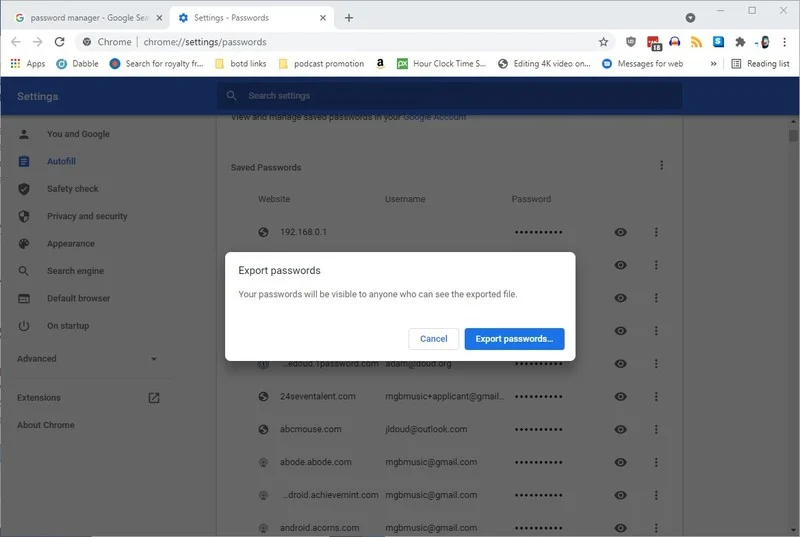 password manager - Google Sea
Settings - Passwords
Chrome | chrome://settings/passwords
18
Apps Dabble Search for royalty fr botd links podcast promotion Hour Clock Time S... Editing 4K video on... Messages for web » Reading list
Settings
Search settings
View and manage saved passwords in your Google Account
You and Google
Autofill
Safety check
Privacy and security
Appearance
Search engine
Default browser
On startup
Advanced
Extensions
About Chrome
Saved Passwords
Website Username Password
192.168.0.1 ••••••••••
Export passwords
Your passwords will be visible to anyone who can see the exported file.
Cancel Export passwords...
...edoud.1password.com adam@doud.org ••••••••••
24seventalent.com mgbmusic+applicant@gmail... ••••••••••
abcmouse.com jldoud@outlook.com ••••••••••
abode.abode.com mgbmusic@gmail.com ••••••••••
...droid.achievemint.com mgbmusic@gmail.com ••••••••••
android.acorns.com mgbmusic@gmail.com ••••••••••